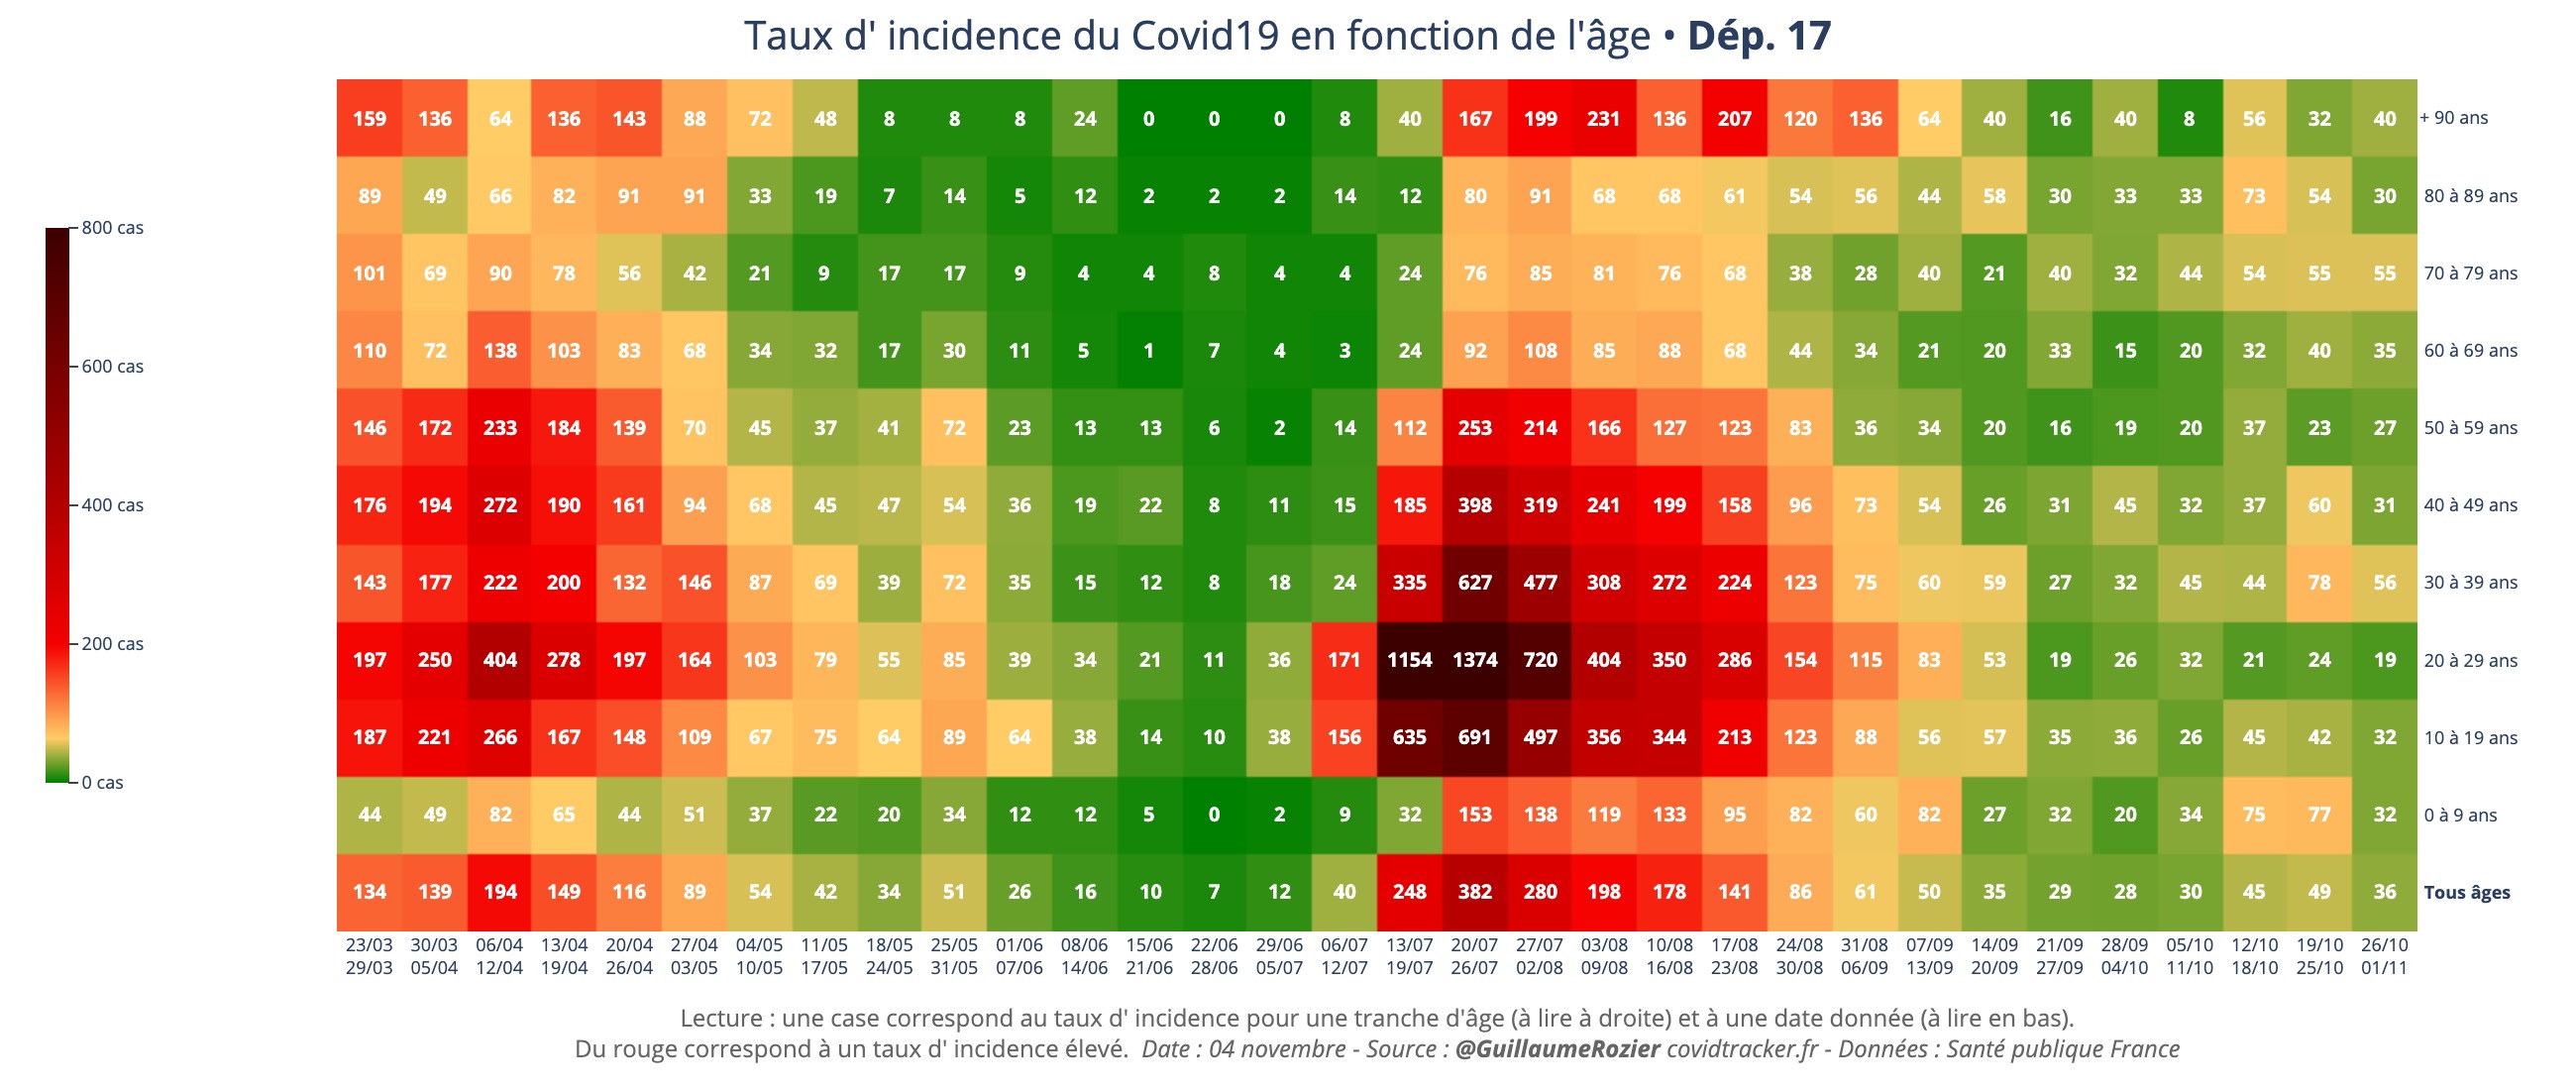 Taux d' incidence du Covid19 en fonction de l'âge • Dép. 17
800 cas
600 cas
400 cas
200 cas
0 cas
159 136 64 136 143 88 72 48 8 8 8 24 0 0 0 8 40 167 199 231 136 207 120 136 64 40 16 40 8 56 32 40 + 90 ans
89 49 66 82 91 91 33 19 7 14 5 12 2 2 2 14 12 80 91 68 68 61 54 56 44 58 30 33 33 73 54 30 80 à 89 ans
101 69 90 78 56 42 21 9 17 17 9 4 4 8 4 4 24 76 85 81 76 68 38 28 40 21 40 32 44 54 55 55 70 à 79 ans
110 72 138 103 83 68 34 32 17 30 11 5 1 7 4 3 24 92 108 85 88 68 44 34 21 20 33 15 20 32 40 35 60 à 69 ans
146 172 233 184 139 70 45 37 41 72 23 13 13 6 2 14 112 253 214 166 127 123 83 36 34 20 16 19 20 37 23 27 50 à 59 ans
176 194 272 190 161 94 68 45 47 54 36 19 22 8 11 15 185 398 319 241 199 158 96 73 54 26 31 45 32 37 60 31 40 à 49 ans
143 177 222 200 132 146 87 69 39 72 35 15 12 8 18 24 335 627 477 308 272 224 123 75 60 59 27 32 45 44 78 56 30 à 39 ans
197 250 404 278 197 164 103 79 55 85 39 34 21 11 36 171 1154 1374 720 404 350 286 154 115 83 53 19 26 32 21 24 19 20 à 29 ans
187 221 266 167 148 109 67 75 64 89 64 38 14 10 38 156 635 691 497 356 344 213 123 88 56 57 35 36 26 45 42 32 10 à 19 ans
44 49 82 65 44 51 37 22 20 34 12 12 5 0 2 9 32 153 138 119 133 95 82 60 82 27 32 20 34 75 77 32 0 à 9 ans
134 139 194 149 116 89 54 42 34 51 26 16 10 7 12 40 248 382 280 198 178 141 86 61 50 35 29 28 30 45 49 36 Tous âges
23/03 30/03 06/04 13/04 20/04 27/04 04/05 11/05 18/05 25/05 01/06 08/06 15/06 22/06 29/06 06/07 13/07 20/07 27/07 03/08 10/08 17/08 24/08 31/08 07/09 14/09 21/09 28/09 05/10 12/10 19/10 26/10
29/03 05/04 12/04 19/04 26/04 03/05 10/05 17/05 24/05 31/05 07/06 14/06 21/06 28/06 05/07 12/07 19/07 26/07 02/08 09/08 16/08 23/08 30/08 06/09 13/09 20/09 27/09 04/10 11/10 18/10 25/10 01/11
Lecture : une case correspond au taux d' incidence pour une tranche d'âge (à lire à droite) et à une date donnée (à lire en bas).
Du rouge correspond à un taux d' incidence élevé. Date : 04 novembre - Source : @GuillaumeRozier covidtracker.fr - Données : Santé publique France